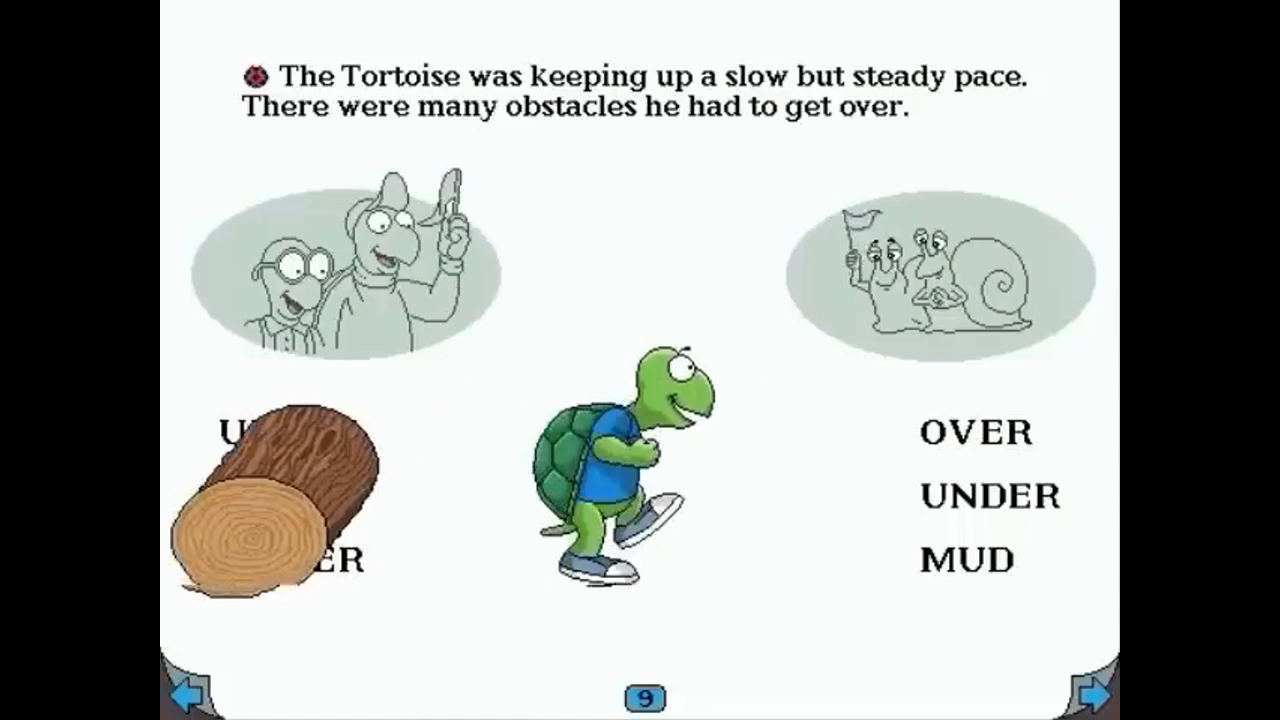 The Tortoise was keeping up a slow but steady pace.
There were many obstacles he had to get over.
OVER
UNDER
MUD
9